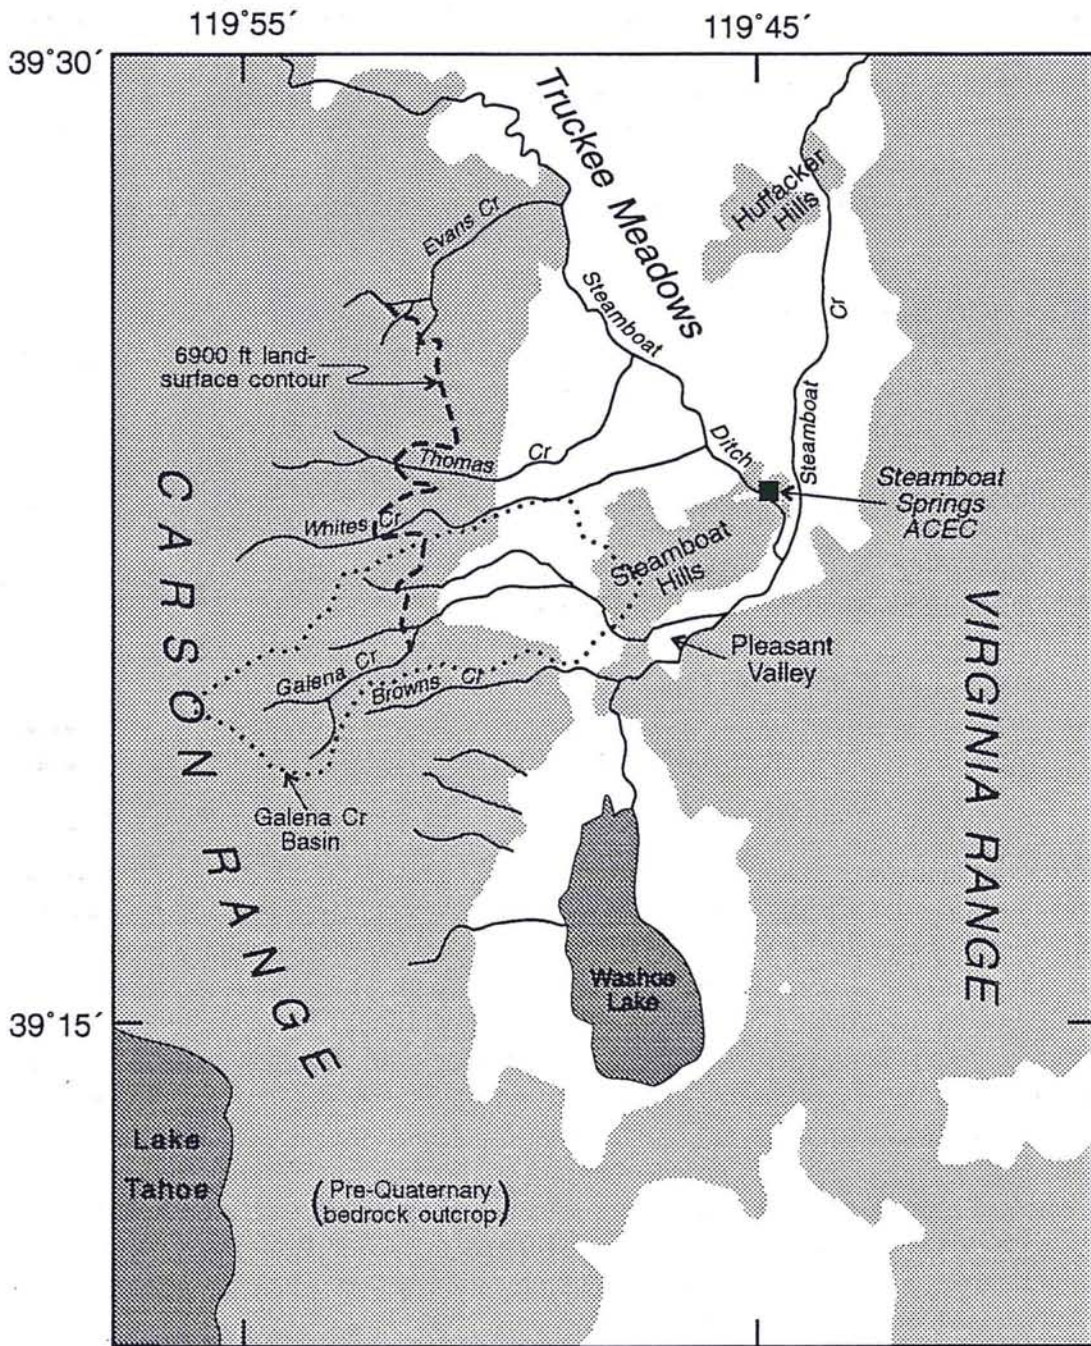 119°55´
119°45´
39°30´
Truckee Meadows
Huffacker
Hills
Evans Cr
Steamboat
Cr
6900 ft land-
surface contour
Ditch
Steamboat
Thomas
Cr
Steamboat
Springs
ACEC
Whites Cr
Steamboat
Hills
CARSON RANGE
VIRGINIA RANGE
Pleasant
Valley
Galena Cr
Browns Cr
Galena Cr
Basin
Washoe
Lake
39°15´
Lake
Tahoe
(Pre-Quaternary
bedrock outcrop)